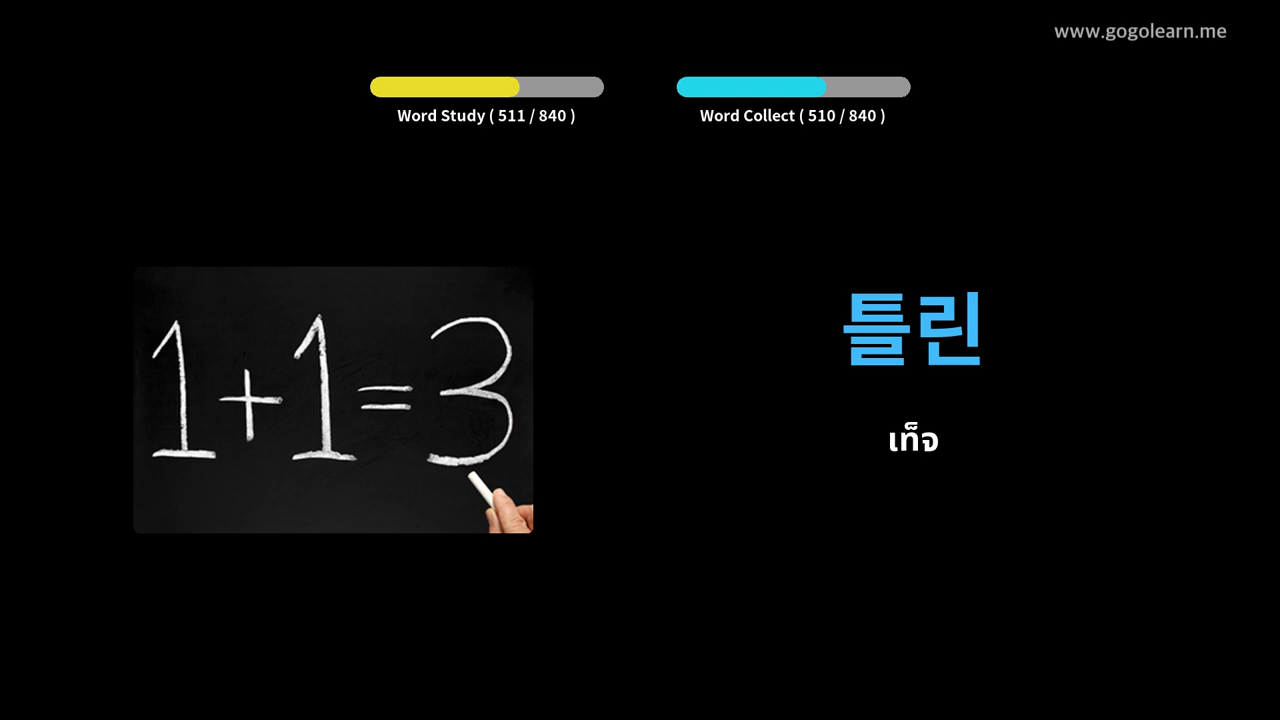 www.gogolearn.me
Word Study ( 511 / 840 )
Word Collect ( 510 / 840 )
1+1=3
틀린
เท็จ